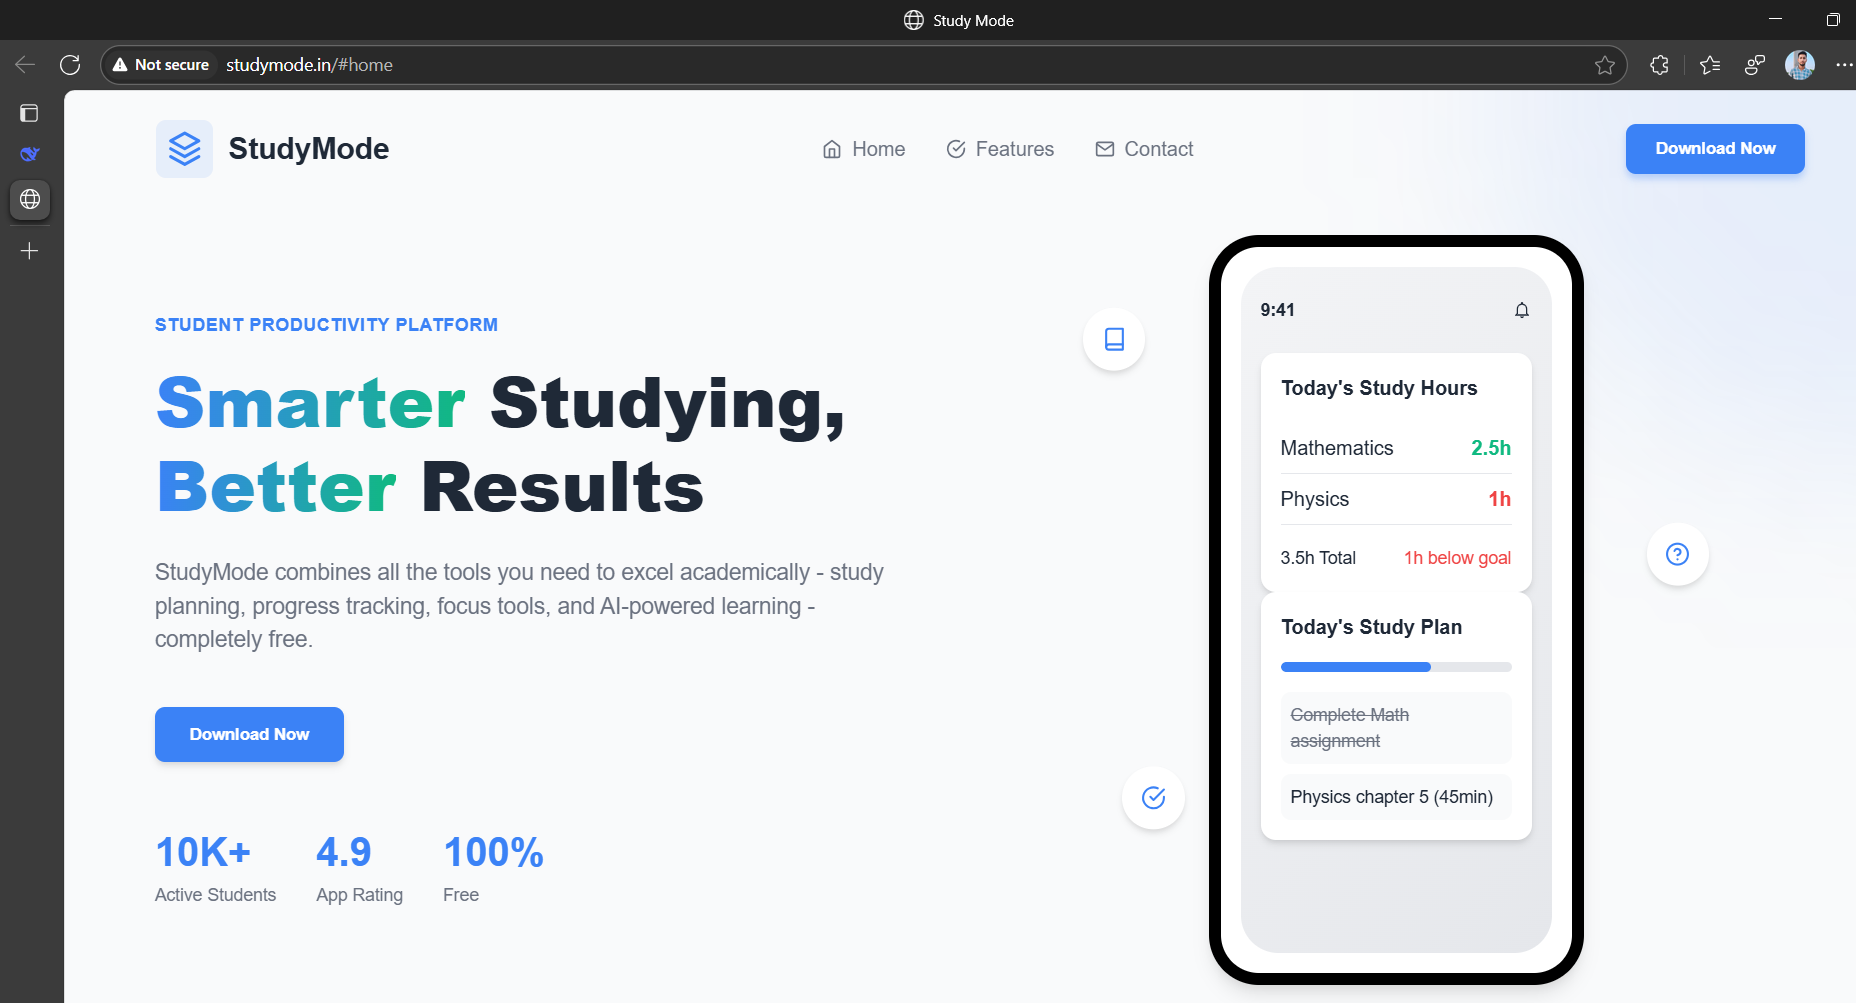 Study Mode
Not secure
studymode.in/#home
StudyMode
Home
Features
Contact
Download Now
STUDENT PRODUCTIVITY PLATFORM
Smarter Studying,
Better Results
StudyMode combines all the tools you need to excel academically - study
planning, progress tracking, focus tools, and AI-powered learning -
completely free.
Download Now
10K+
Active Students
4.9
App Rating
100%
Free
9:41
Today's Study Hours
Mathematics 2.5h
Physics 1h
3.5h Total 1h below goal
Today's Study Plan
Complete Math
assignment
Physics chapter 5 (45min)